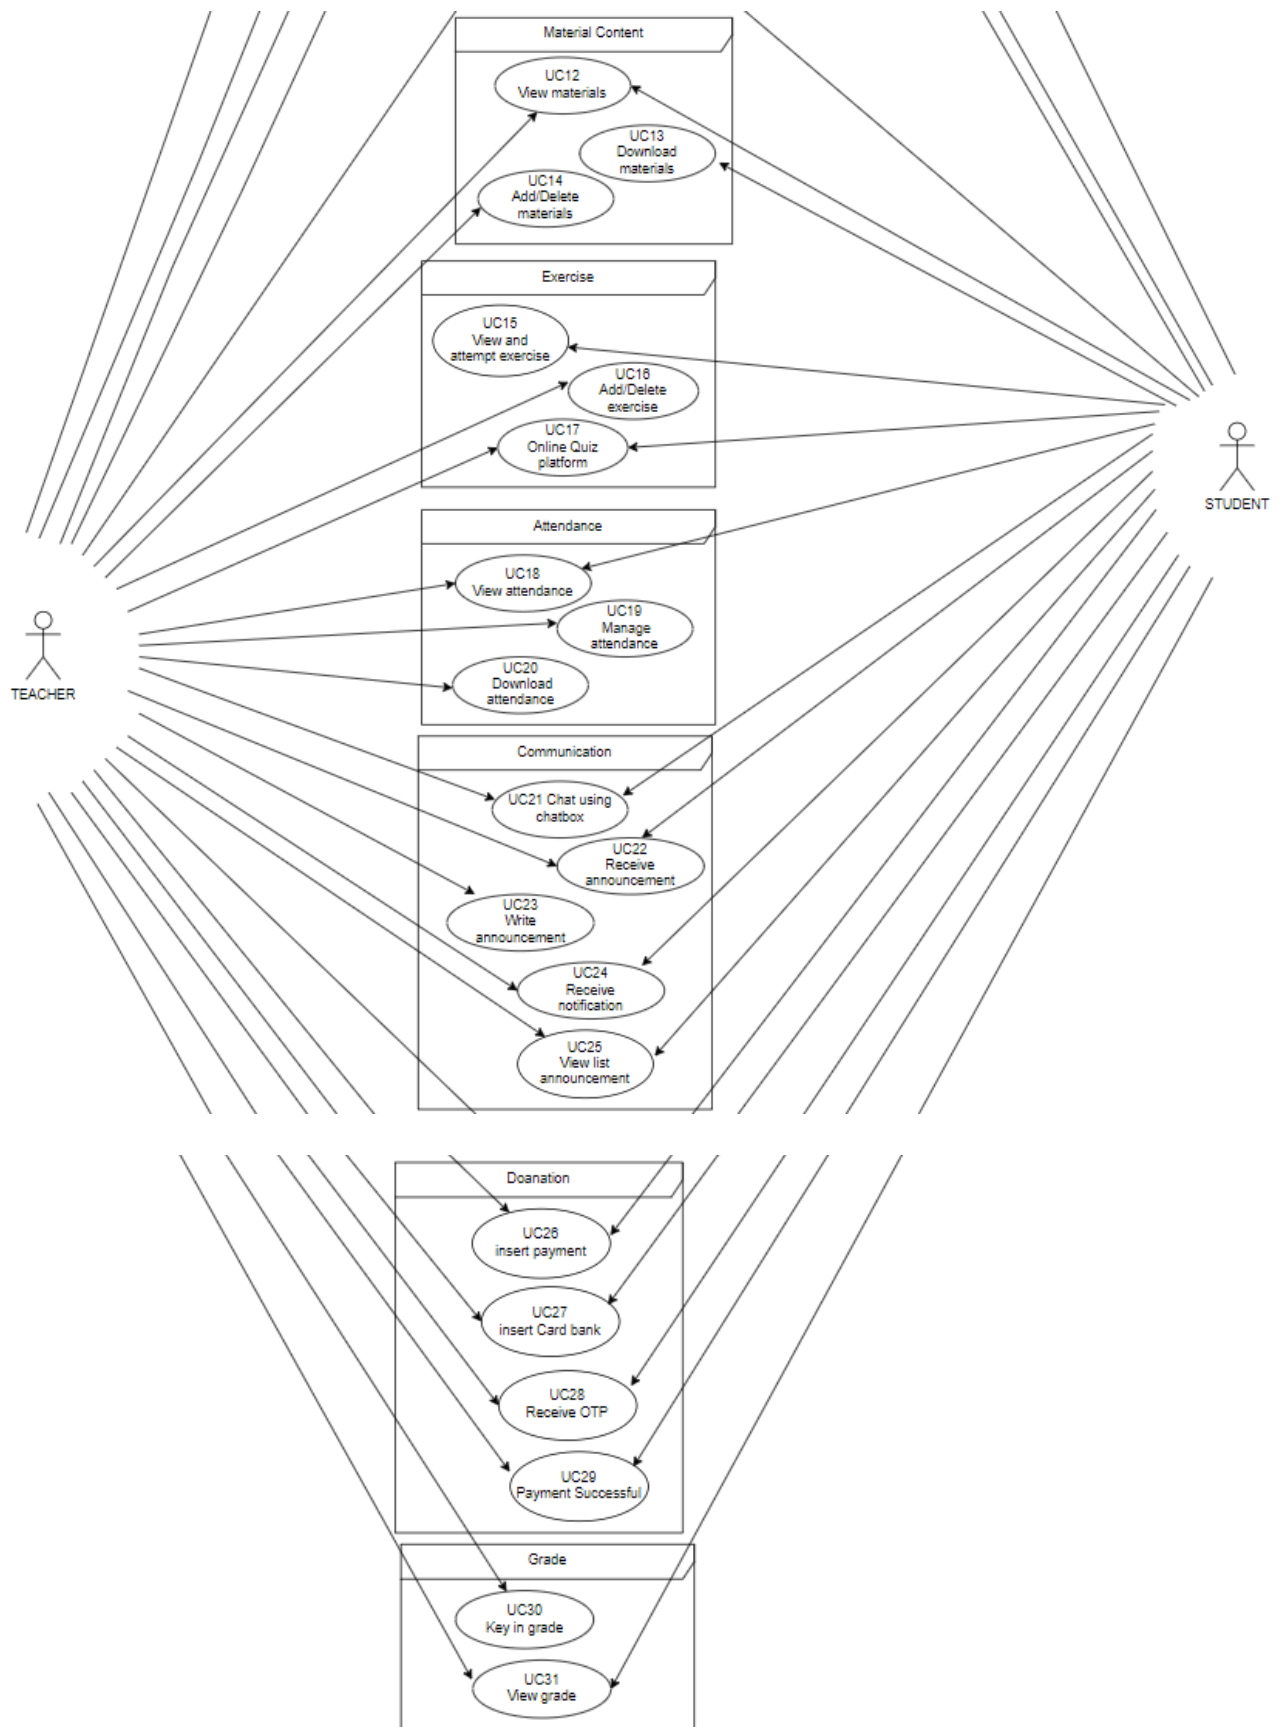 Material Content
UC12
View materials
UC13
Download
materials
UC14
Add/Delete
materials
Exercise
UC15
View and
attempt exercise
UC16
Add/Delete
exercise
UC17
Online Quiz
platform
STUDENT
Attendance
UC18
View attendance
UC19
Manage
attendance
UC20
Download
attendance
TEACHER
Communication
UC21 Chat using
chatbox
UC22
Receive
announcement
UC23
Write
announcement
UC24
Receive
notification
UC25
View list
announcement
Doanation
UC26
insert payment
UC27
insert Card bank
UC28
Receive OTP
UC29
Payment Successful
Grade
UC30
Key in grade
UC31
View grade